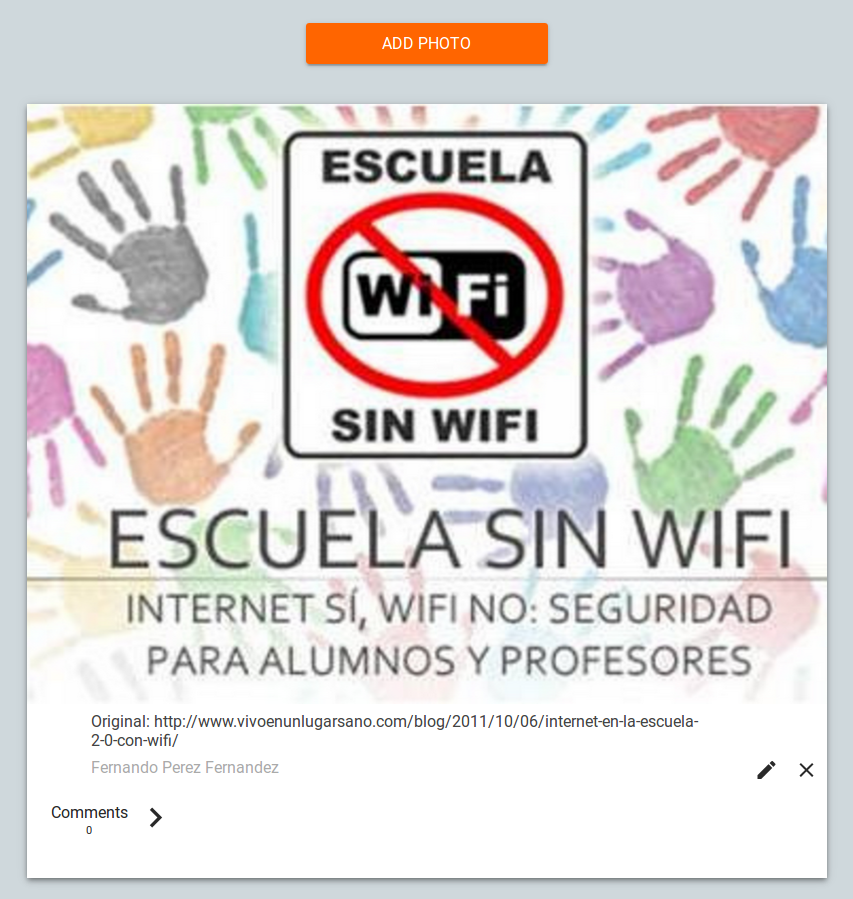 ADD PHOTO
ESCUELA
Wi Fi
SIN WIFI
ESCUELA SIN WIFI
INTERNET SÍ, WIFI NO: SEGURIDAD
PARA ALUMNOS Y PROFESORES
Original: http://www.vivoenunlugarsano.com/blog/2011/10/06/internet-en-la-escuela-
2-0-con-wifi/
Fernando Perez Fernandez
Comments
0